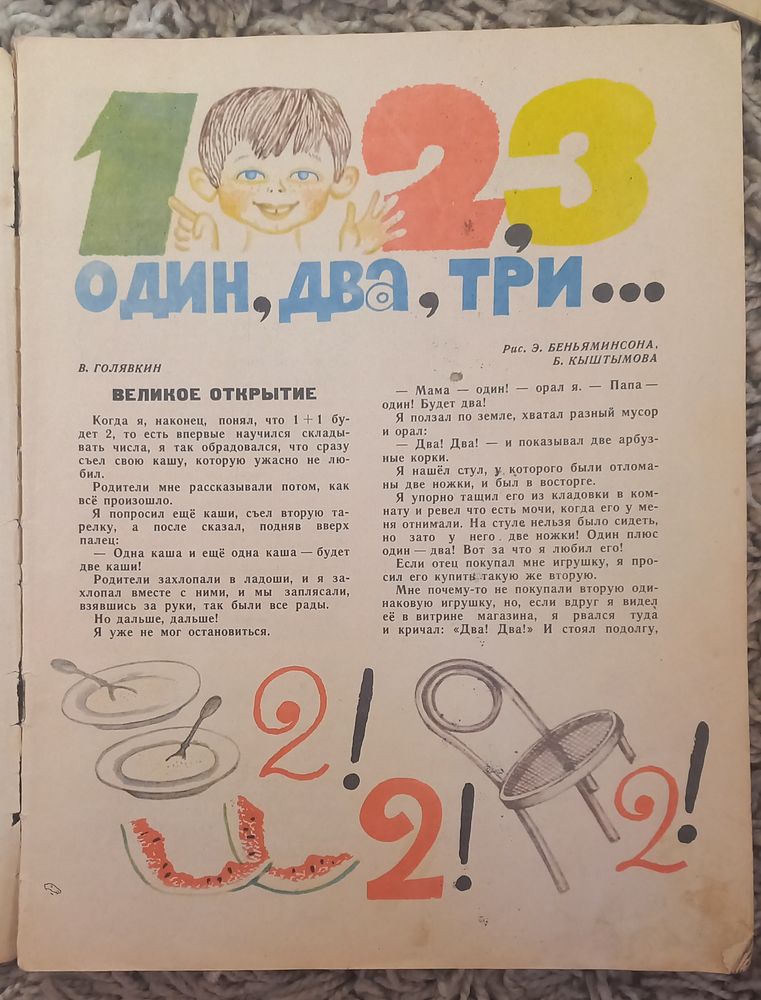 1 2, 3
ОДИН, ДВа, ТРИ...
В. ГОЛЯВКИН
Рис. Э. БЕНЬЯМИНСОНА,
Б. КЫШТЫМОВА
ВЕЛИКОЕ ОТКРЫТИЕ
Когда я, наконец, понял, что 1 + 1 бу-
дет 2, то есть впервые научился склады-
вать числа, я так обрадовался, что сразу
съел свою кашу, которую ужасно не лю-
бил.
Родители мне рассказывали потом, как
всё произошло.
Я попросил ещё каши, съел вторую та-
релку, а после сказал, подняв вверх
палец:
— Одна каша и ещё одна каша — будет
две каши!
Родители захлопали в ладоши, и я за-
хлопал вместе с ними, и мы заплясали,
взявшись за руки, так были все рады.
Но дальше, дальше!
Я уже не мог остановиться.
— Мама — один! — орал я. — Папа —
один! Будет два!
Я ползал по земле, хватал разный мусор
и орал:
— Два! Два! — и показывал две арбуз-
ные корки.
Я нашёл стул, у которого были отлома-
ны две ножки, и был в восторге.
Я упорно тащил его из кладовки в ком-
нату и ревел что есть мочи, когда его у ме-
ня отнимали. На стуле нельзя было сидеть,
но зато у него две ножки! Один плюс
один — два! Вот за что я любил его!
Если отец покупал мне игрушку, я про-
сил его купить такую же вторую.
Мне почему-то не покупали вторую оди-
наковую игрушку, но, если вдруг я видел
её в витрине магазина, я рвался туда
и кричал: «Два! Два!» И стоял подолгу,
2!
2!
2!